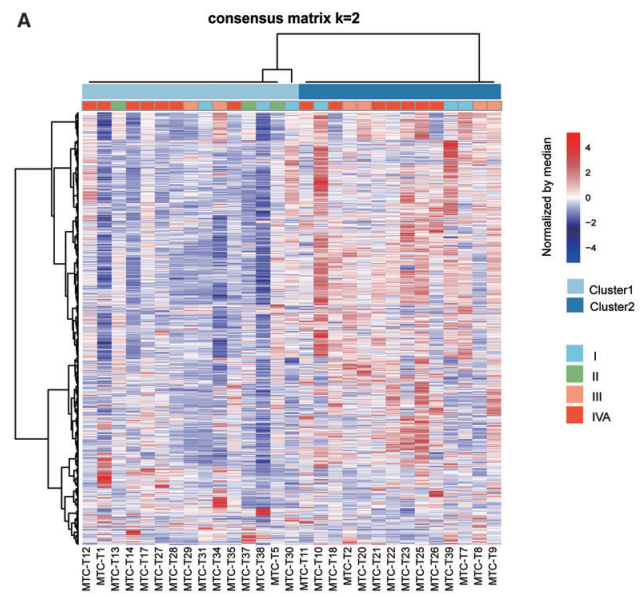 A
consensus matrix k=2
Normalized by median
4
2
0
−2
−4
Cluster1
Cluster2
I
II
III
IVA
MTC-T12
MTC-T1
MTC-T13
MTC-T14
MTC-T17
MTC-T27
MTC-T28
MTC-T29
MTC-T31
MTC-T34
MTC-T35
MTC-T37
MTC-T38
MTC-T5
MTC-T30
MTC-T11
MTC-T10
MTC-T18
MTC-T2
MTC-T20
MTC-T21
MTC-T22
MTC-T23
MTC-T25
MTC-T26
MTC-T39
MTC-T7
MTC-T8
MTC-T9